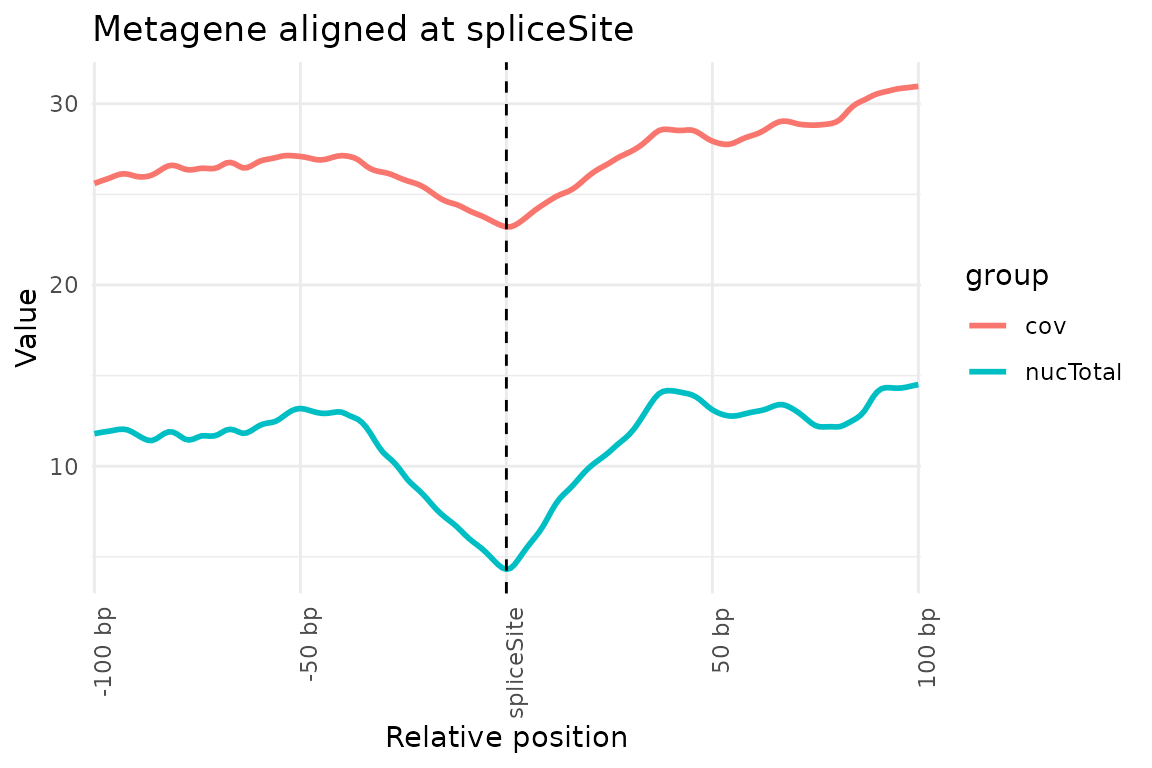 Metagene aligned at spliceSite
Value
30
20
10
-100 bp
-50 bp
spliceSite
50 bp
100 bp
Relative position
group
cov
nucTotal